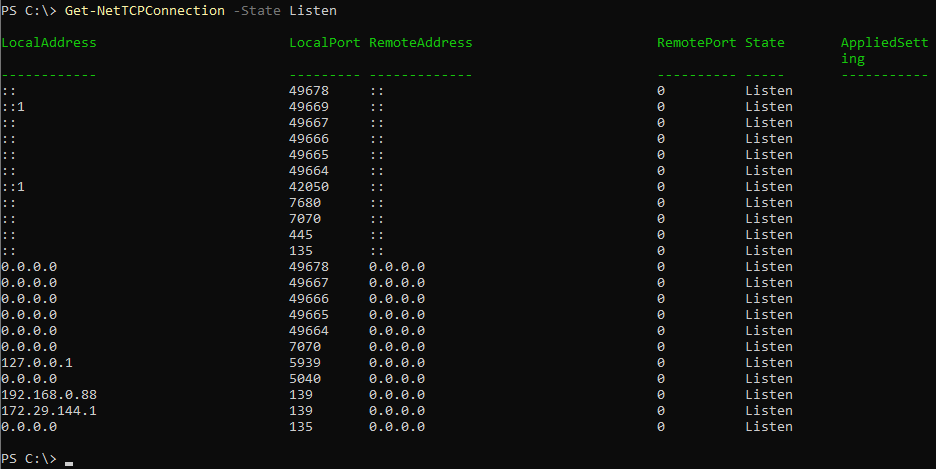 PS C:\> Get-NetTCPConnection -State Listen
LocalAddress LocalPort RemoteAddress RemotePort State AppliedSett
ing
------------ --------- ------------- ---------- ----- -----------
:: 49678 :: 0 Listen
::1 49669 :: 0 Listen
:: 49667 :: 0 Listen
:: 49666 :: 0 Listen
:: 49665 :: 0 Listen
:: 49664 :: 0 Listen
::1 42050 :: 0 Listen
:: 7680 :: 0 Listen
:: 7070 :: 0 Listen
:: 445 :: 0 Listen
:: 135 :: 0 Listen
0.0.0.0 49678 0.0.0.0 0 Listen
0.0.0.0 49667 0.0.0.0 0 Listen
0.0.0.0 49666 0.0.0.0 0 Listen
0.0.0.0 49665 0.0.0.0 0 Listen
0.0.0.0 49664 0.0.0.0 0 Listen
0.0.0.0 7070 0.0.0.0 0 Listen
127.0.0.1 5939 0.0.0.0 0 Listen
0.0.0.0 5040 0.0.0.0 0 Listen
192.168.0.88 139 0.0.0.0 0 Listen
172.29.144.1 139 0.0.0.0 0 Listen
0.0.0.0 135 0.0.0.0 0 Listen
PS C:\>